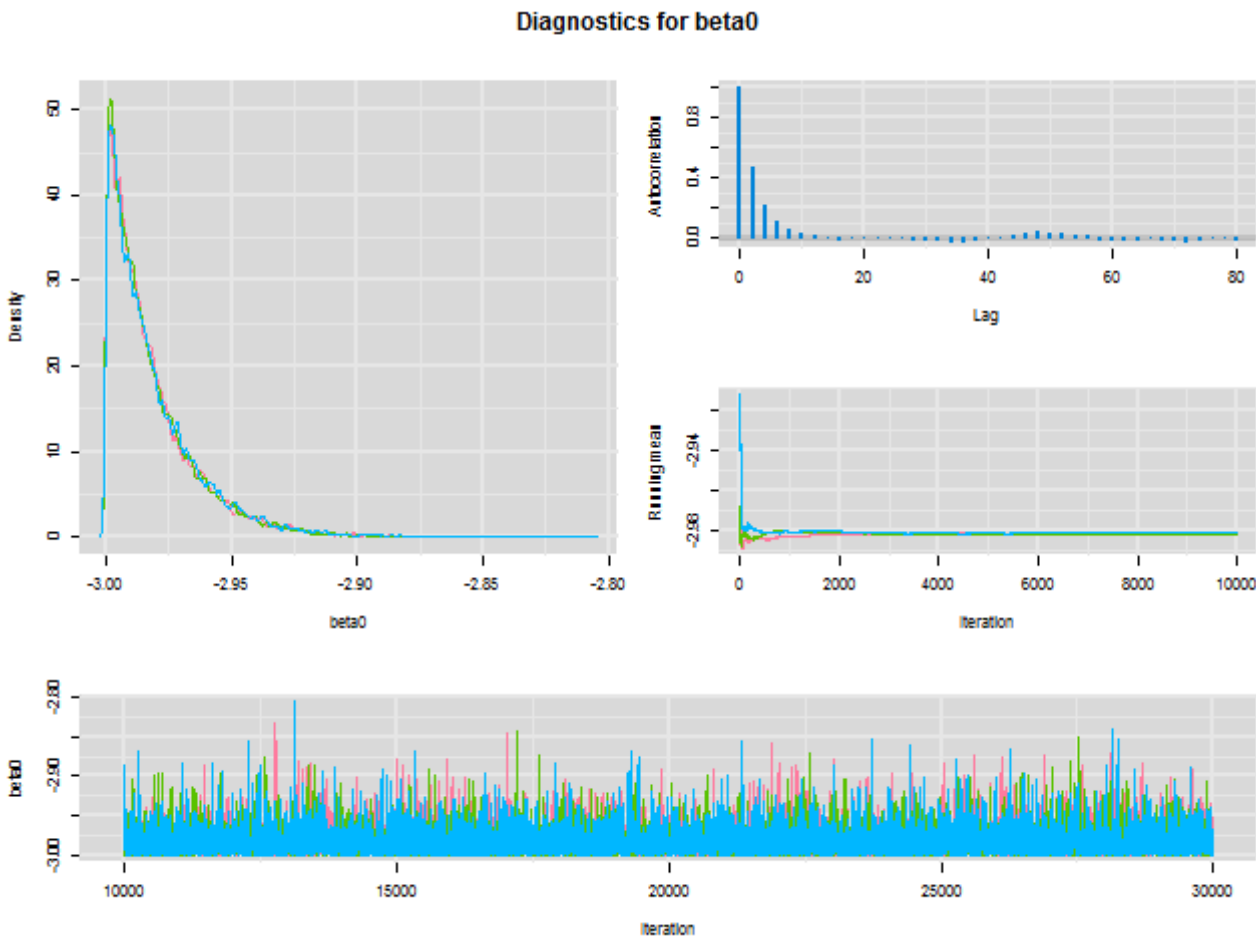 Diagnostics for beta0
Density
0 10 20 30 40 50
-3.00 -2.95 -2.90 -2.85 -2.80
beta0
Autocorrelation
0.0 0.4 0.8
0 20 40 60 80
Lag
Running mean
-2.98 -2.94
0 2000 4000 6000 8000 10000
Iteration
beta0
-3.00 -2.90 -2.80
10000 15000 20000 25000 30000
Iteration